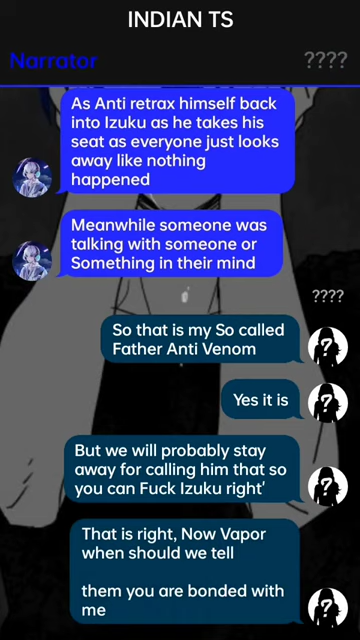 INDIAN TS
Narrator
????
As Anti retrax himself back
into Izuku as he takes his
seat as everyone just looks
away like nothing
happened
Meanwhile someone was
talking with someone or
Something in their mind
????
So that is my So called
Father Anti Venom
?
Yes it is
?
But we will probably stay
away for calling him that so
you can Fuck Izuku right'
?
That is right, Now Vapor
when should we tell
them you are bonded with
me
?